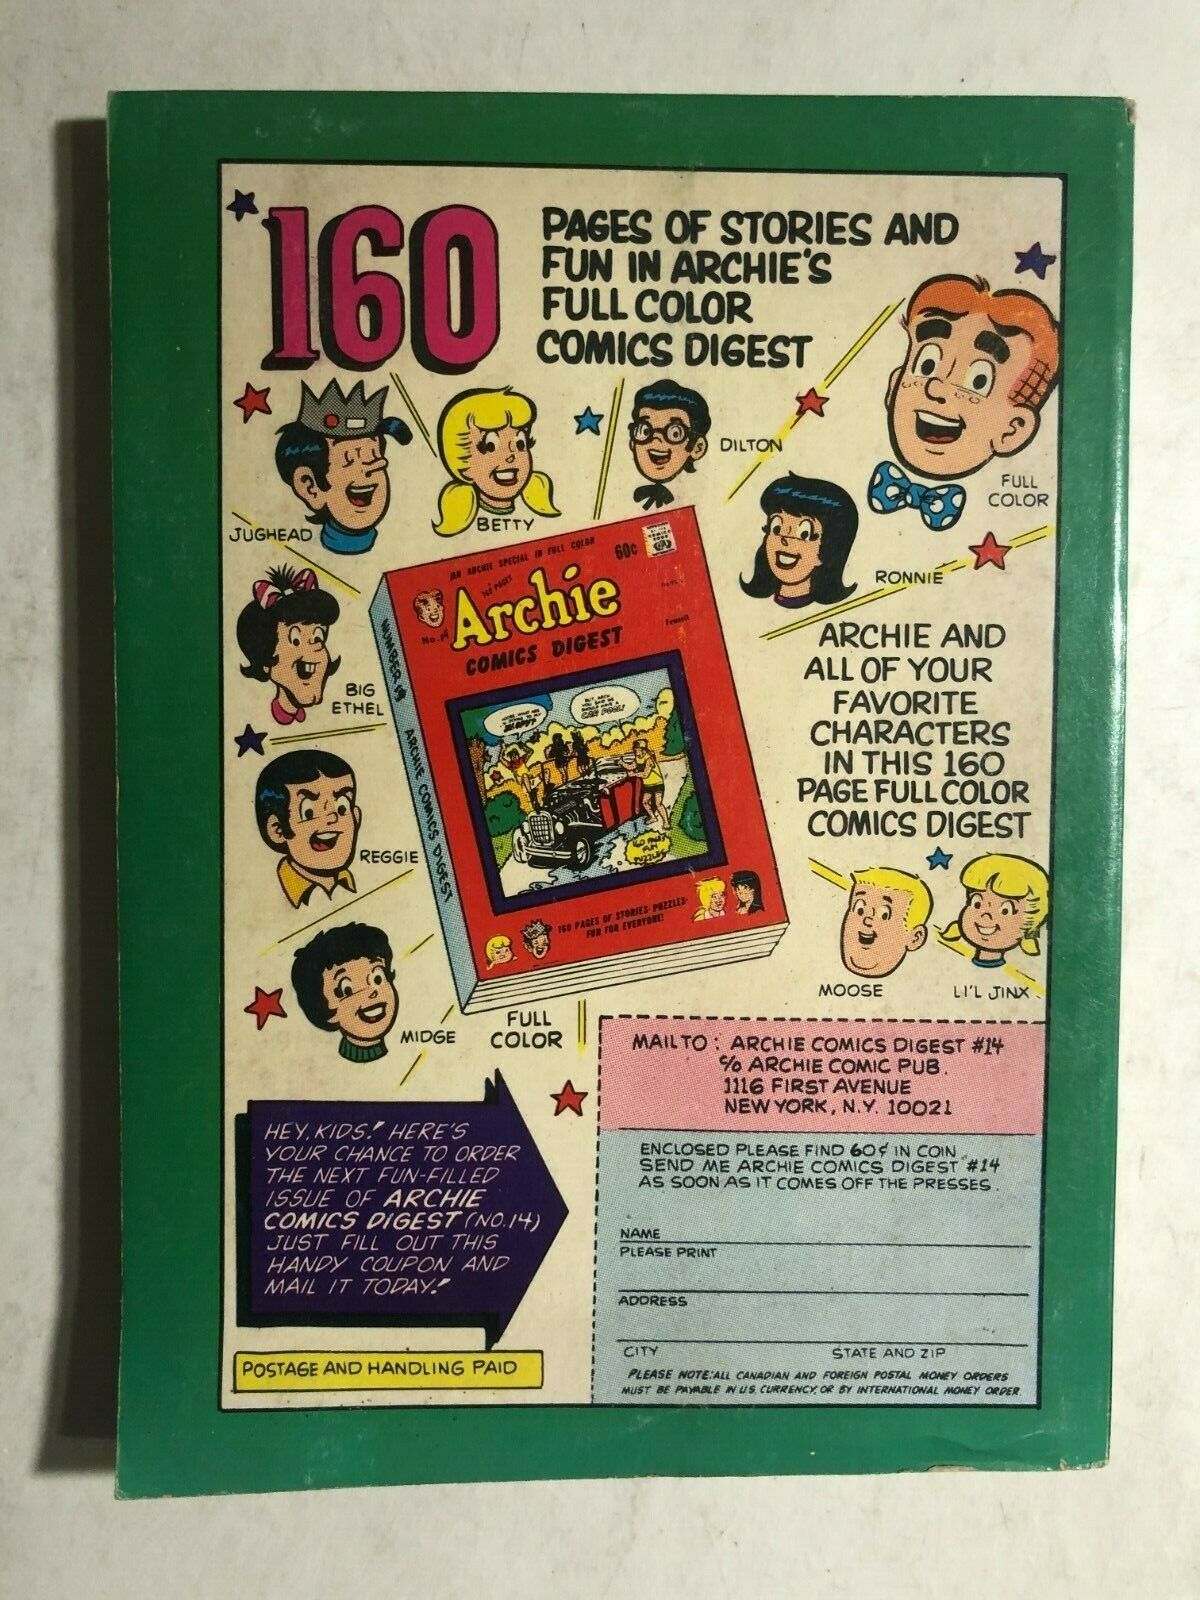 160
PAGES OF STORIES AND
FUN IN ARCHIE'S
FULL COLOR
COMICS DIGEST
JUGHEAD
BETTY
DILTON
FULL
COLOR
RONNIE
BIG
ETHEL
REGGIE
MIDGE
AN ARCHIE SPECIAL IN FULL COLOR
60¢
160 PAGES
No. 14
Archie
COMICS DIGEST
ARCHIE COMICS DIGEST
CAR POOL!
160 PAGES OF STORIES-PUZZLES-
FUN FOR EVERYONE!
FULL
COLOR
ARCHIE AND
ALL OF YOUR
FAVORITE
CHARACTERS
IN THIS 160
PAGE FULL COLOR
COMICS DIGEST
MOOSE
LI'L JINX
HEY, KIDS! HERE'S
YOUR CHANCE TO ORDER
THE NEXT FUN-FILLED
ISSUE OF ARCHIE
COMICS DIGEST (NO. 14)
JUST FILL OUT THIS
HANDY COUPON AND
MAIL IT TODAY!
POSTAGE AND HANDLING PAID
MAIL TO: ARCHIE COMICS DIGEST #14
c/o ARCHIE COMIC PUB.
1116 FIRST AVENUE
NEW YORK, N.Y. 10021
ENCLOSED PLEASE FIND 60¢ IN COIN.
SEND ME ARCHIE COMICS DIGEST #14
AS SOON AS IT COMES OFF THE PRESSES.
NAME
PLEASE PRINT
ADDRESS
CITY STATE AND ZIP
PLEASE NOTE: ALL CANADIAN AND FOREIGN POSTAL MONEY ORDERS
MUST BE PAYABLE IN U.S. CURRENCY, OR BY INTERNATIONAL MONEY ORDER